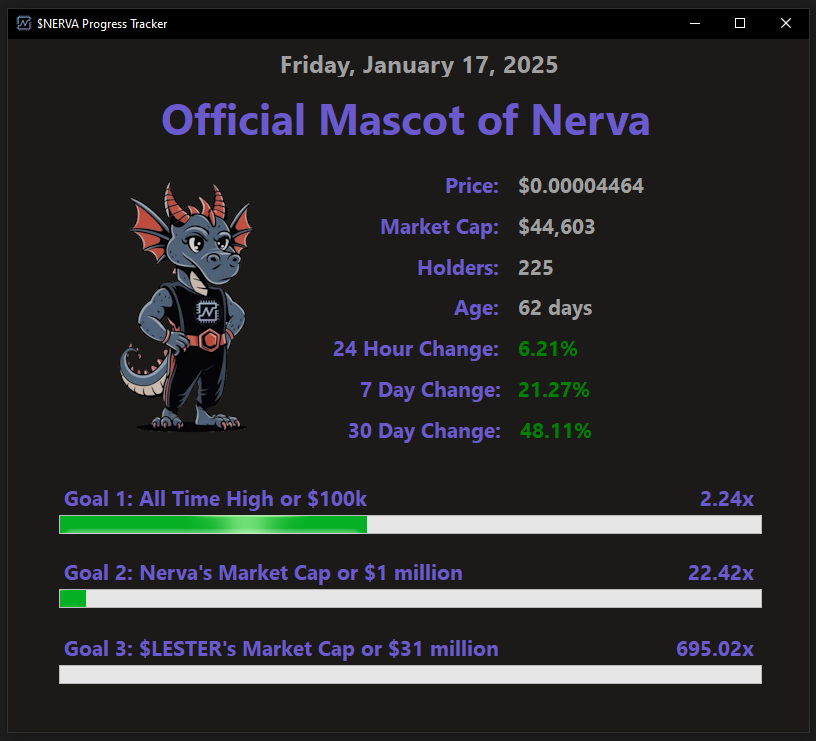 $NERVA Progress Tracker
Friday, January 17, 2025
Official Mascot of Nerva
Price: $0.00004464
Market Cap: $44,603
Holders: 225
Age: 62 days
24 Hour Change: 6.21%
7 Day Change: 21.27%
30 Day Change: 48.11%
Goal 1: All Time High or $100k 2.24x
Goal 2: Nerva's Market Cap or $1 million 22.42x
Goal 3: $LESTER's Market Cap or $31 million 695.02x